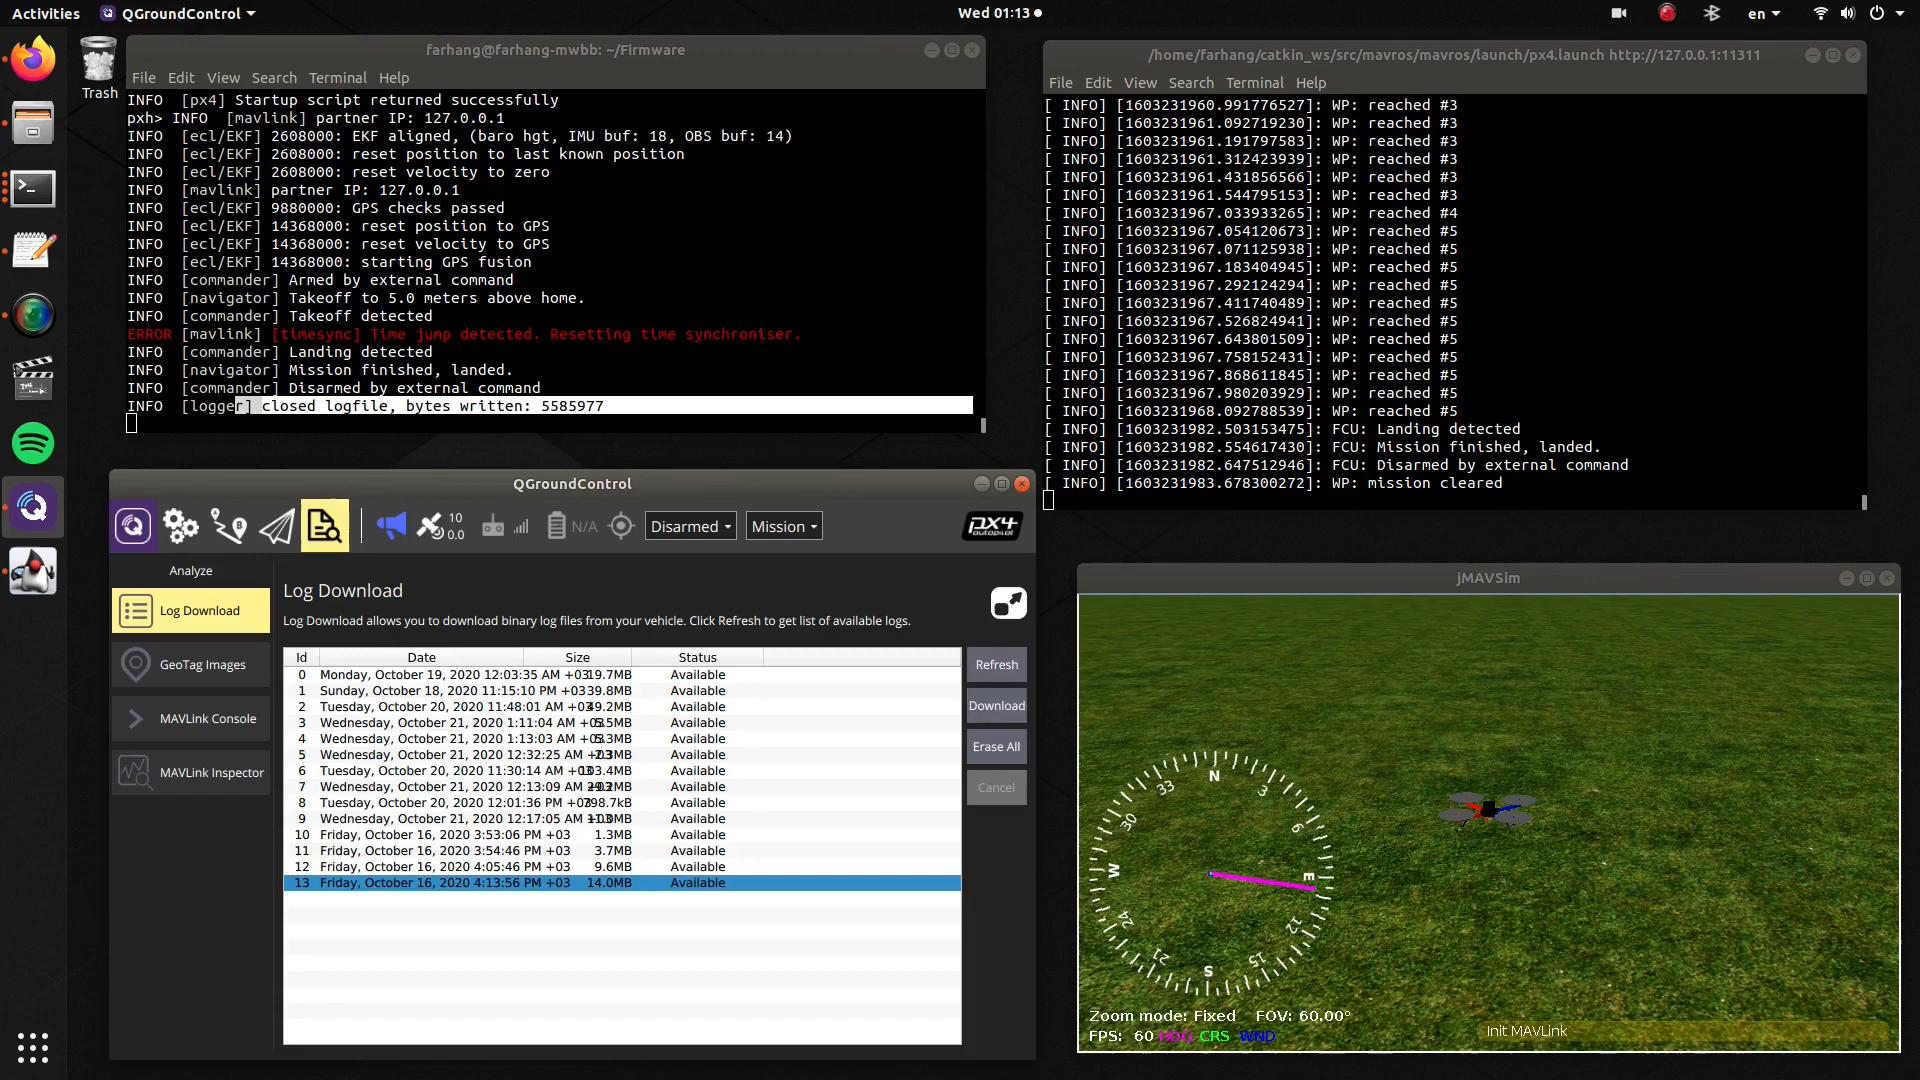 Activities
QGroundControl
Wed 01:13
en
Trash
farhang@farhang-mwbb: ~/Firmware
File Edit View Search Terminal Help
INFO [px4] Startup script returned successfully
pxh> INFO [mavlink] partner IP: 127.0.0.1
INFO [ecl/EKF] 2608000: EKF aligned, (baro hgt, IMU buf: 18, OBS buf: 14)
INFO [ecl/EKF] 2608000: reset position to last known position
INFO [ecl/EKF] 2608000: reset velocity to zero
INFO [mavlink] partner IP: 127.0.0.1
INFO [ecl/EKF] 9880000: GPS checks passed
INFO [ecl/EKF] 14368000: reset position to GPS
INFO [ecl/EKF] 14368000: reset velocity to GPS
INFO [ecl/EKF] 14368000: starting GPS fusion
INFO [commander] Armed by external command
INFO [navigator] Takeoff to 5.0 meters above home.
INFO [commander] Takeoff detected
ERROR [mavlink] [timesync] Time jump detected. Resetting time synchroniser.
INFO [commander] Landing detected
INFO [navigator] Mission finished, landed.
INFO [commander] Disarmed by external command
INFO [logger] closed logfile, bytes written: 5585977
/home/farhang/catkin_ws/src/mavros/mavros/launch/px4.launch http://127.0.0.1:11311
File Edit View Search Terminal Help
[ INFO] [1603231960.991776527]: WP: reached #3
[ INFO] [1603231961.092719230]: WP: reached #3
[ INFO] [1603231961.191797583]: WP: reached #3
[ INFO] [1603231961.312423939]: WP: reached #3
[ INFO] [1603231961.431856566]: WP: reached #3
[ INFO] [1603231961.544795153]: WP: reached #3
[ INFO] [1603231967.033933265]: WP: reached #4
[ INFO] [1603231967.054120673]: WP: reached #5
[ INFO] [1603231967.071125938]: WP: reached #5
[ INFO] [1603231967.183404945]: WP: reached #5
[ INFO] [1603231967.292124294]: WP: reached #5
[ INFO] [1603231967.411740489]: WP: reached #5
[ INFO] [1603231967.526824941]: WP: reached #5
[ INFO] [1603231967.643801509]: WP: reached #5
[ INFO] [1603231967.758152431]: WP: reached #5
[ INFO] [1603231967.868611845]: WP: reached #5
[ INFO] [1603231967.980203929]: WP: reached #5
[ INFO] [1603231968.092788539]: WP: reached #5
[ INFO] [1603231982.503153475]: FCU: Landing detected
[ INFO] [1603231982.554617430]: FCU: Mission finished, landed.
[ INFO] [1603231982.647512946]: FCU: Disarmed by external command
[ INFO] [1603231983.678300272]: WP: mission cleared
QGroundControl
10
0.0
N/A
Disarmed
Mission
PX4
autopilot
Analyze
Log Download
GeoTag Images
MAVLink Console
MAVLink Inspector
Log Download
Log Download allows you to download binary log files from your vehicle. Click Refresh to get list of available logs.
Id Date Size Status
0 Monday, October 19, 2020 12:03:35 AM +03 19.7MB Available
1 Sunday, October 18, 2020 11:15:10 PM +03 39.8MB Available
2 Tuesday, October 20, 2020 11:48:01 AM 49.2MB Available
3 Wednesday, October 21, 2020 1:11:04 AM 5.5MB Available
4 Wednesday, October 21, 2020 1:13:03 AM 5.3MB Available
5 Wednesday, October 21, 2020 12:32:25 AM Available
6 Tuesday, October 20, 2020 11:30:14 AM 103.4MB Available
7 Wednesday, October 21, 2020 12:13:09 AM Available
8 Tuesday, October 20, 2020 12:01:36 PM Available
9 Wednesday, October 21, 2020 12:17:05 AM Available
10 Friday, October 16, 2020 3:53:06 PM +03 1.3MB Available
11 Friday, October 16, 2020 3:54:46 PM +03 3.7MB Available
12 Friday, October 16, 2020 4:05:46 PM +03 9.6MB Available
13 Friday, October 16, 2020 4:13:56 PM +03 14.0MB Available
Refresh
Download
Erase All
Cancel
jMAVSim
N
3
6
E
12
15
S
21
24
W
30
33
Zoom mode: Fixed FOV: 60.00°
FPS: 60 HDG CRS WND
Init MAVLink